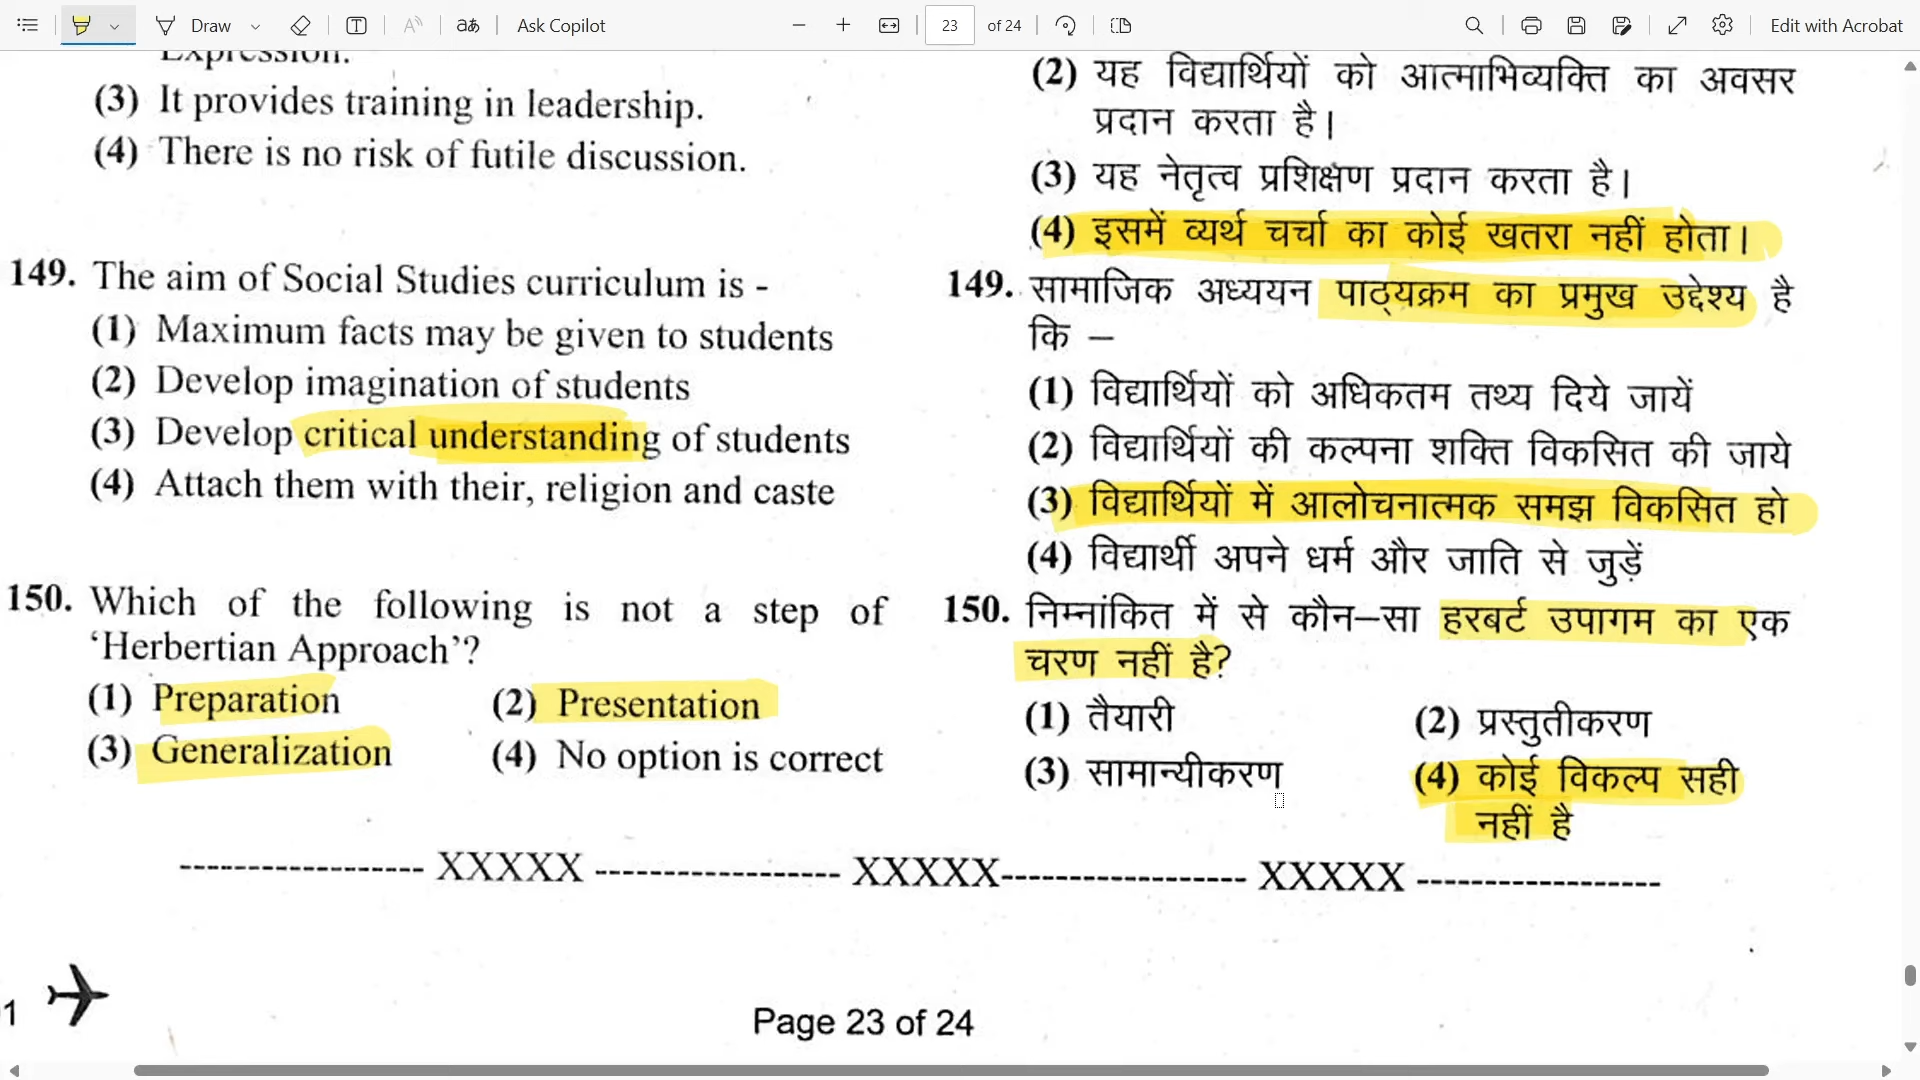 Draw
Ask Copilot
23 of 24
Edit with Acrobat
Expression.
(3) It provides training in leadership.
(4) There is no risk of futile discussion.
149. The aim of Social Studies curriculum is -
(1) Maximum facts may be given to students
(2) Develop imagination of students
(3) Develop critical understanding of students
(4) Attach them with their, religion and caste
150. Which of the following is not a step of
‘Herbertian Approach’?
(1) Preparation (2) Presentation
(3) Generalization (4) No option is correct
(2) यह विद्यार्थियों को आत्माभिव्यक्ति का अवसर
प्रदान करता है।
(3) यह नेतृत्व प्रशिक्षण प्रदान करता है।
(4) इसमें व्यर्थ चर्चा का कोई खतरा नहीं होता।
149. सामाजिक अध्ययन पाठ्यक्रम का प्रमुख उद्देश्य है
कि –
(1) विद्यार्थियों को अधिकतम तथ्य दिये जायें
(2) विद्यार्थियों की कल्पना शक्ति विकसित की जाये
(3) विद्यार्थियों में आलोचनात्मक समझ विकसित हो
(4) विद्यार्थी अपने धर्म और जाति से जुड़ें
150. निम्नांकित में से कौन–सा हरबर्ट उपागम का एक
चरण नहीं है?
(1) तैयारी (2) प्रस्तुतीकरण
(3) सामान्यीकरण (4) कोई विकल्प सही
नहीं है
------------------ XXXXX ------------------ XXXXX------------------ XXXXX ------------------
1
Page 23 of 24